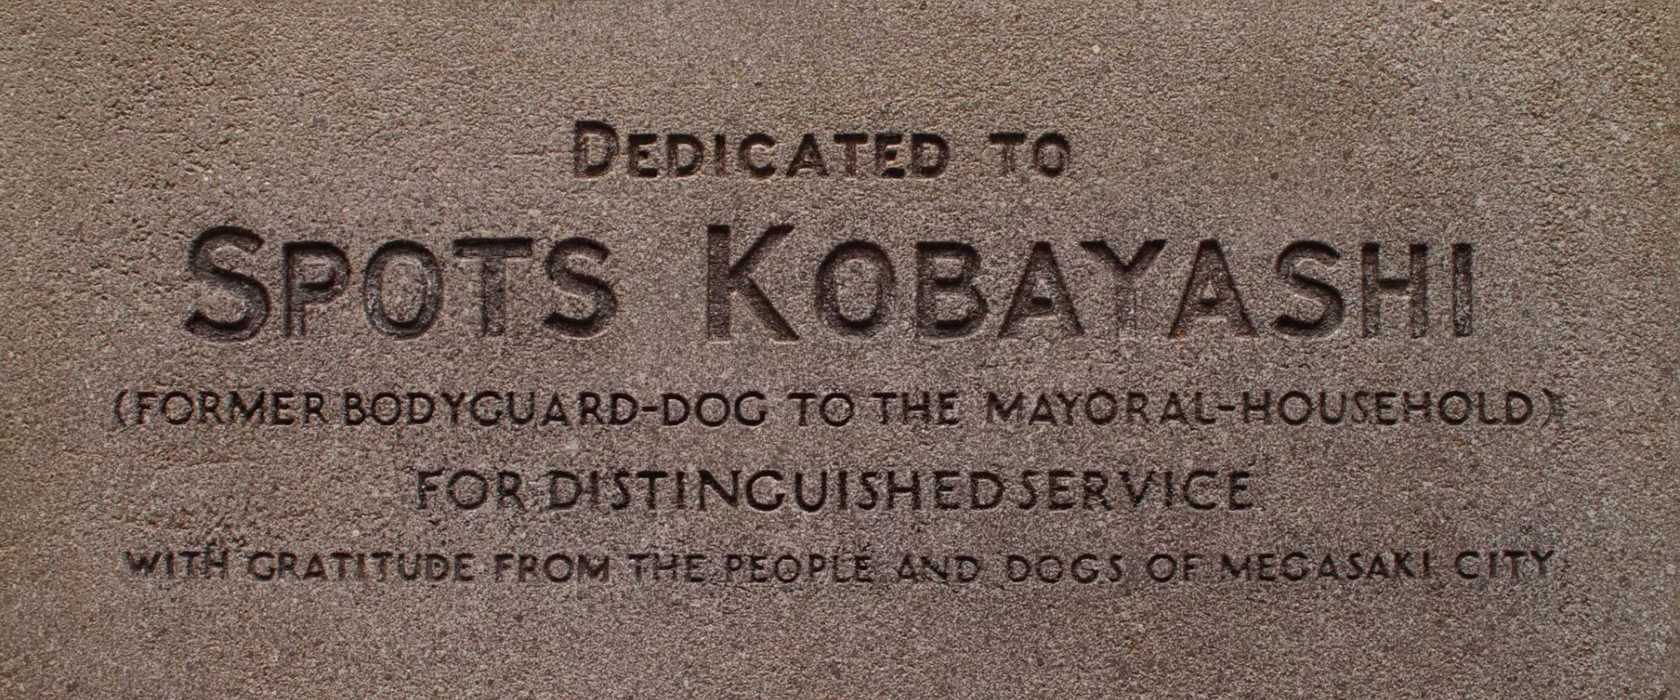 DEDICATED TO
SPOTS KOBAYASHI
(FORMER BODYGUARD-DOG TO THE MAYORAL-HOUSEHOLD)
FOR DISTINGUISHED SERVICE
WITH GRATITUDE FROM THE PEOPLE AND DOGS OF MEGASAKI CITY